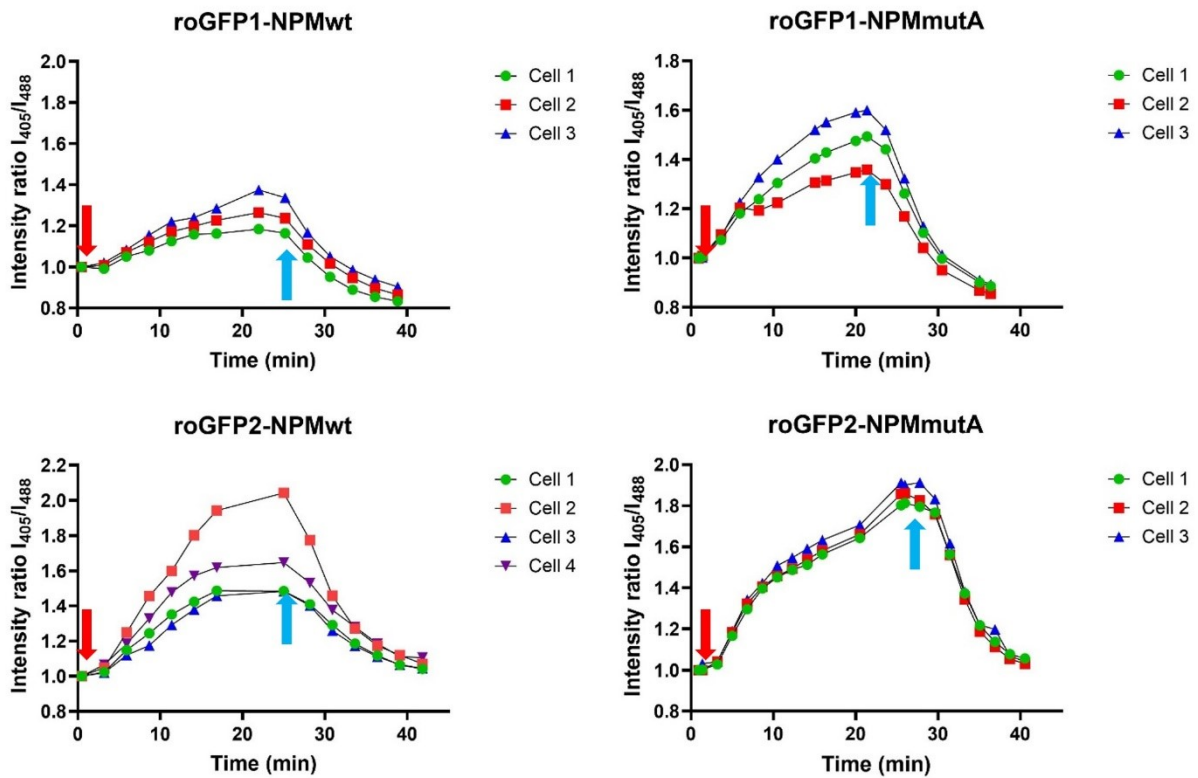 roGFP1-NPMwt
Intensity ratio I405/I488
2.0
1.8
1.6
1.4
1.2
1.0
0.8
0 10 20 30 40
Time (min)
Cell 1
Cell 2
Cell 3
roGFP1-NPMmutA
Intensity ratio I405/I488
1.8
1.6
1.4
1.2
1.0
0.8
0 10 20 30 40
Time (min)
Cell 1
Cell 2
Cell 3
roGFP2-NPMwt
Intensity ratio I405/I488
2.2
2.0
1.8
1.6
1.4
1.2
1.0
0.8
0 10 20 30 40
Time (min)
Cell 1
Cell 2
Cell 3
Cell 4
roGFP2-NPMmutA
Intensity ratio I405/I488
2.0
1.8
1.6
1.4
1.2
1.0
0.8
0 10 20 30 40
Time (min)
Cell 1
Cell 2
Cell 3